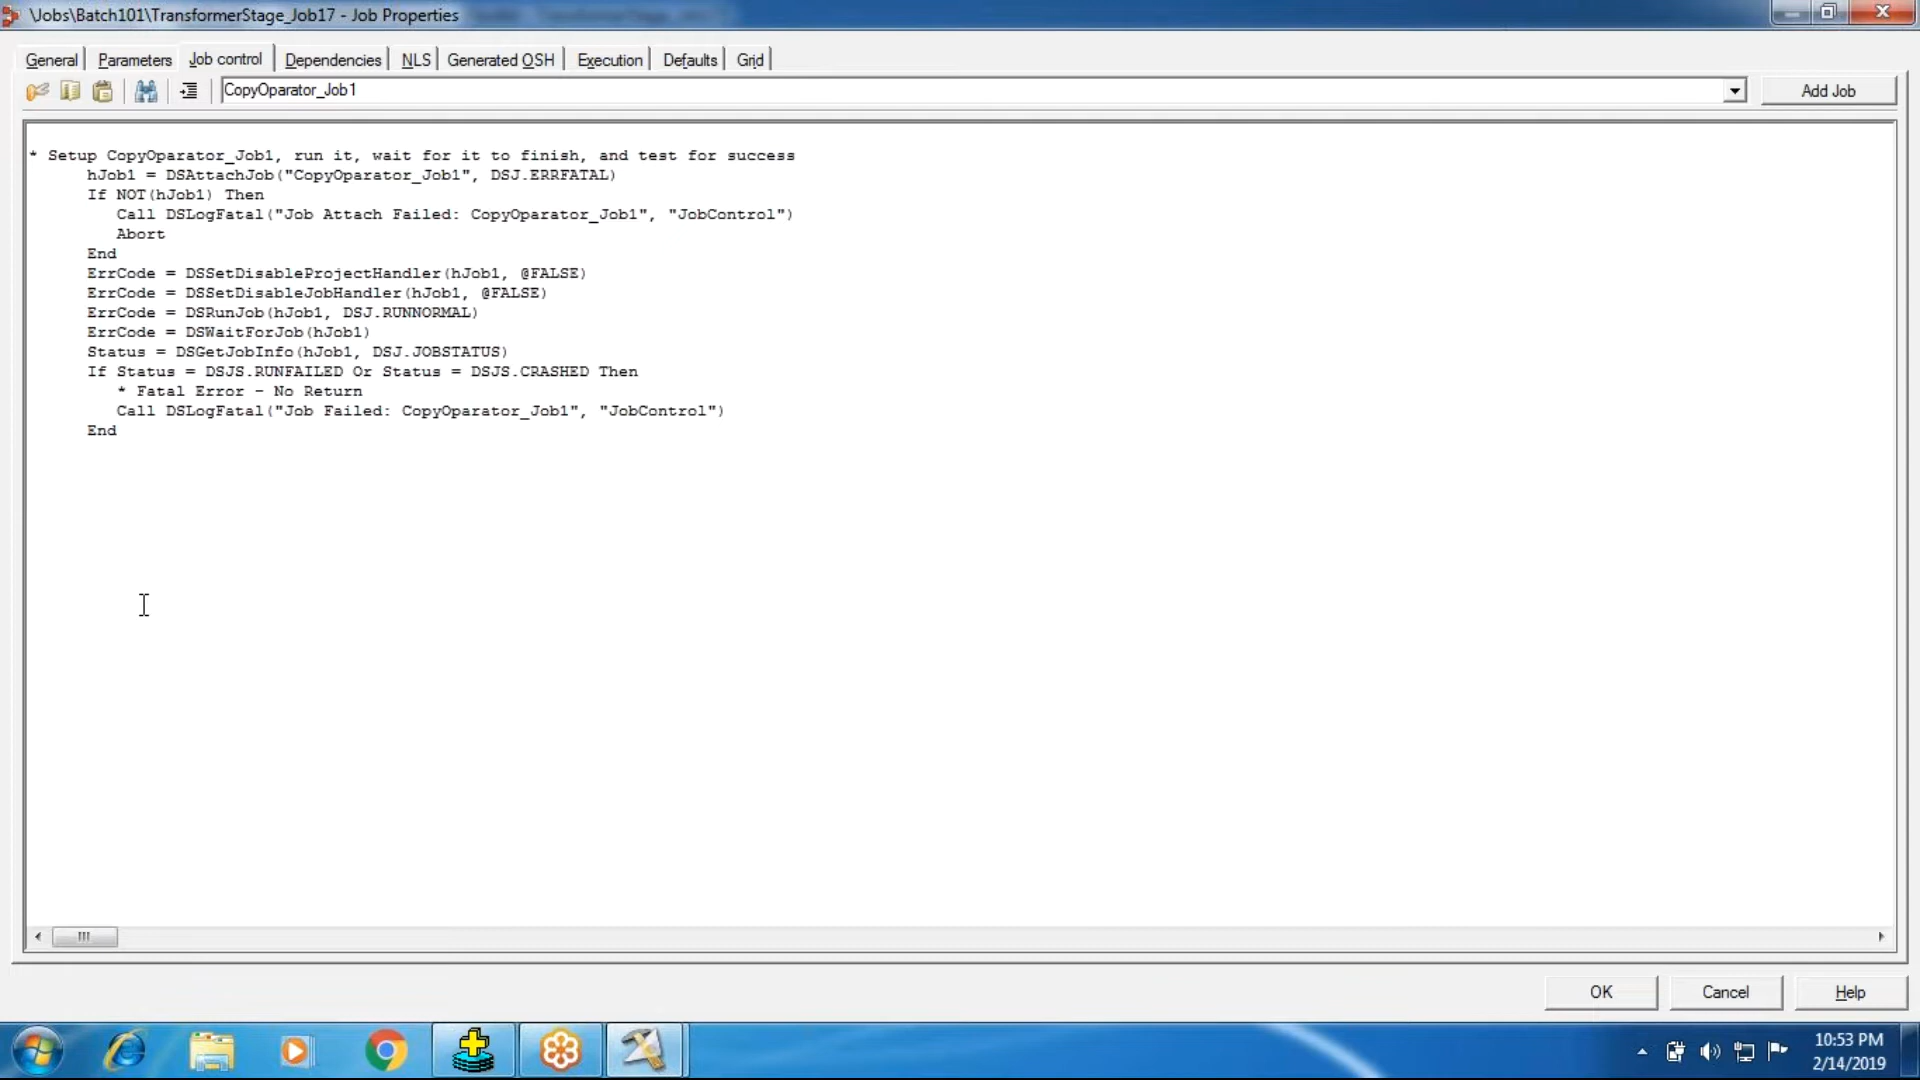 \Jobs\Batch101\TransformerStage_Job17 - Job Properties
General Parameters Job control Dependencies NLS Generated OSH Execution Defaults Grid
CopyOparator_Job1 Add Job
* Setup CopyOparator_Job1, run it, wait for it to finish, and test for success
hJob1 = DSAttachJob("CopyOparator_Job1", DSJ.ERRFATAL)
If NOT(hJob1) Then
Call DSLogFatal("Job Attach Failed: CopyOparator_Job1", "JobControl")
Abort
End
ErrCode = DSSetDisableProjectHandler(hJob1, @FALSE)
ErrCode = DSSetDisableJobHandler(hJob1, @FALSE)
ErrCode = DSRunJob(hJob1, DSJ.RUNNORMAL)
ErrCode = DSWaitForJob(hJob1)
Status = DSGetJobInfo(hJob1, DSJ.JOBSTATUS)
If Status = DSJS.RUNFAILED Or Status = DSJS.CRASHED Then
* Fatal Error - No Return
Call DSLogFatal("Job Failed: CopyOparator_Job1", "JobControl")
End
OK Cancel Help
10:53 PM
2/14/2019